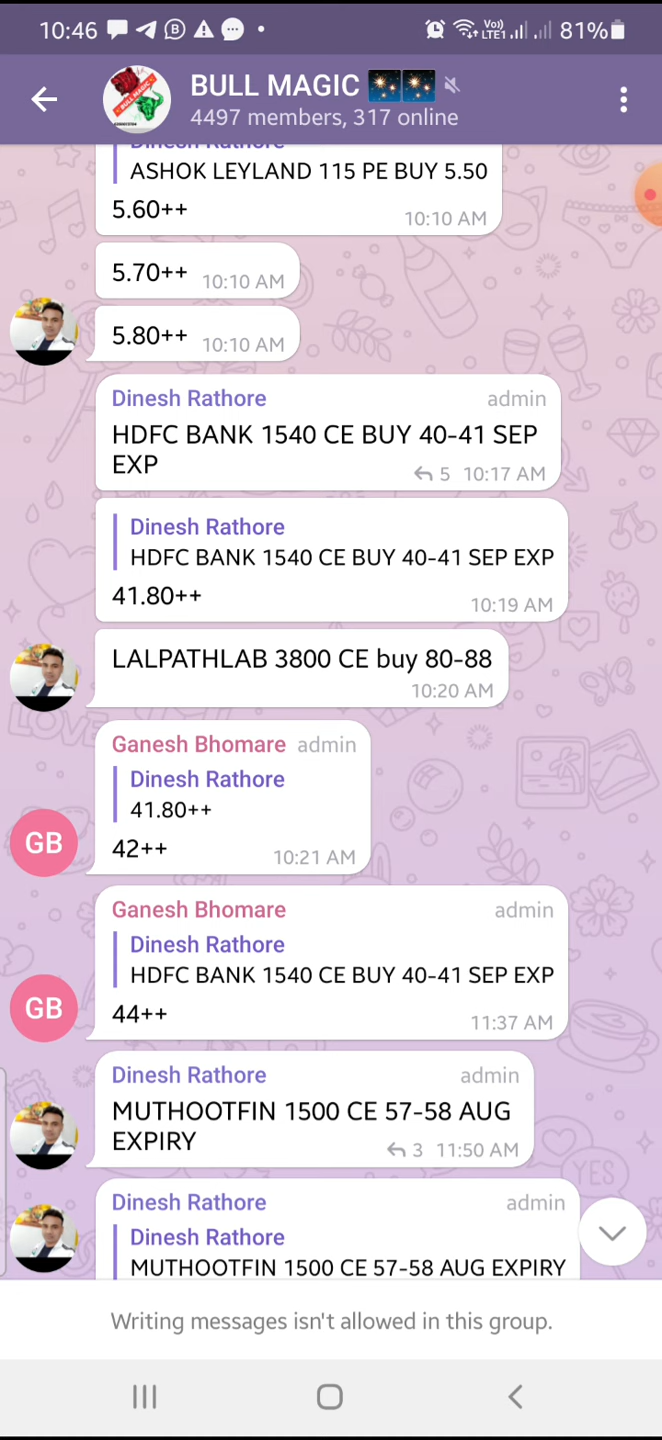 10:46
Vo))
LTE1
81%
BULL MAGIC
4497 members, 317 online
Dinesh Rathore
ASHOK LEYLAND 115 PE BUY 5.50
5.60++
10:10 AM
5.70++ 10:10 AM
5.80++ 10:10 AM
Dinesh Rathore admin
HDFC BANK 1540 CE BUY 40-41 SEP
EXP
5 10:17 AM
Dinesh Rathore
HDFC BANK 1540 CE BUY 40-41 SEP EXP
41.80++
10:19 AM
LALPATHLAB 3800 CE buy 80-88
10:20 AM
Ganesh Bhomare admin
Dinesh Rathore
41.80++
GB
42++ 10:21 AM
Ganesh Bhomare admin
Dinesh Rathore
HDFC BANK 1540 CE BUY 40-41 SEP EXP
GB
44++
11:37 AM
Dinesh Rathore admin
MUTHOOTFIN 1500 CE 57-58 AUG
EXPIRY
3 11:50 AM
YES
Dinesh Rathore admin
Dinesh Rathore
MUTHOOTFIN 1500 CE 57-58 AUG EXPIRY
Writing messages isn't allowed in this group.